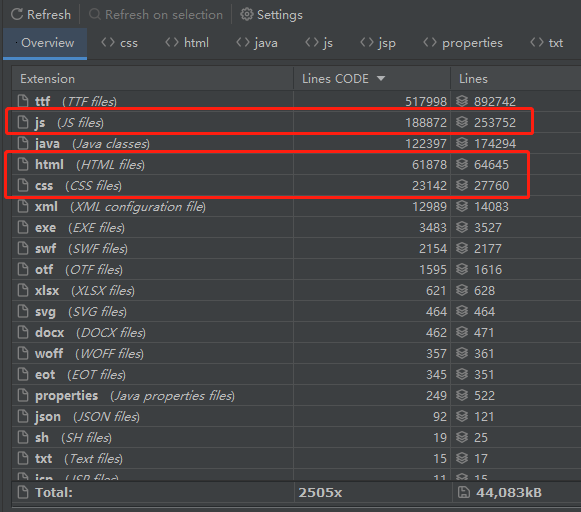 Refresh Refresh on selection Settings
Overview css html java js jsp properties txt
Extension Lines CODE Lines
ttf (TTF files) 517998 892742
js (JS files) 188872 253752
java (Java classes) 122397 174294
html (HTML files) 61878 64645
css (CSS files) 23142 27760
xml (XML configuration file) 12989 14083
exe (EXE files) 3483 3527
swf (SWF files) 2154 2177
otf (OTF files) 1595 1616
xlsx (XLSX files) 621 628
svg (SVG files) 464 464
docx (DOCX files) 462 471
woff (WOFF files) 357 361
eot (EOT files) 345 351
properties (Java properties files) 249 522
json (JSON files) 92 121
sh (SH files) 19 25
txt (Text files) 15 17
jsp (JSP files) 11 15
Total: 2505x 44,083kB